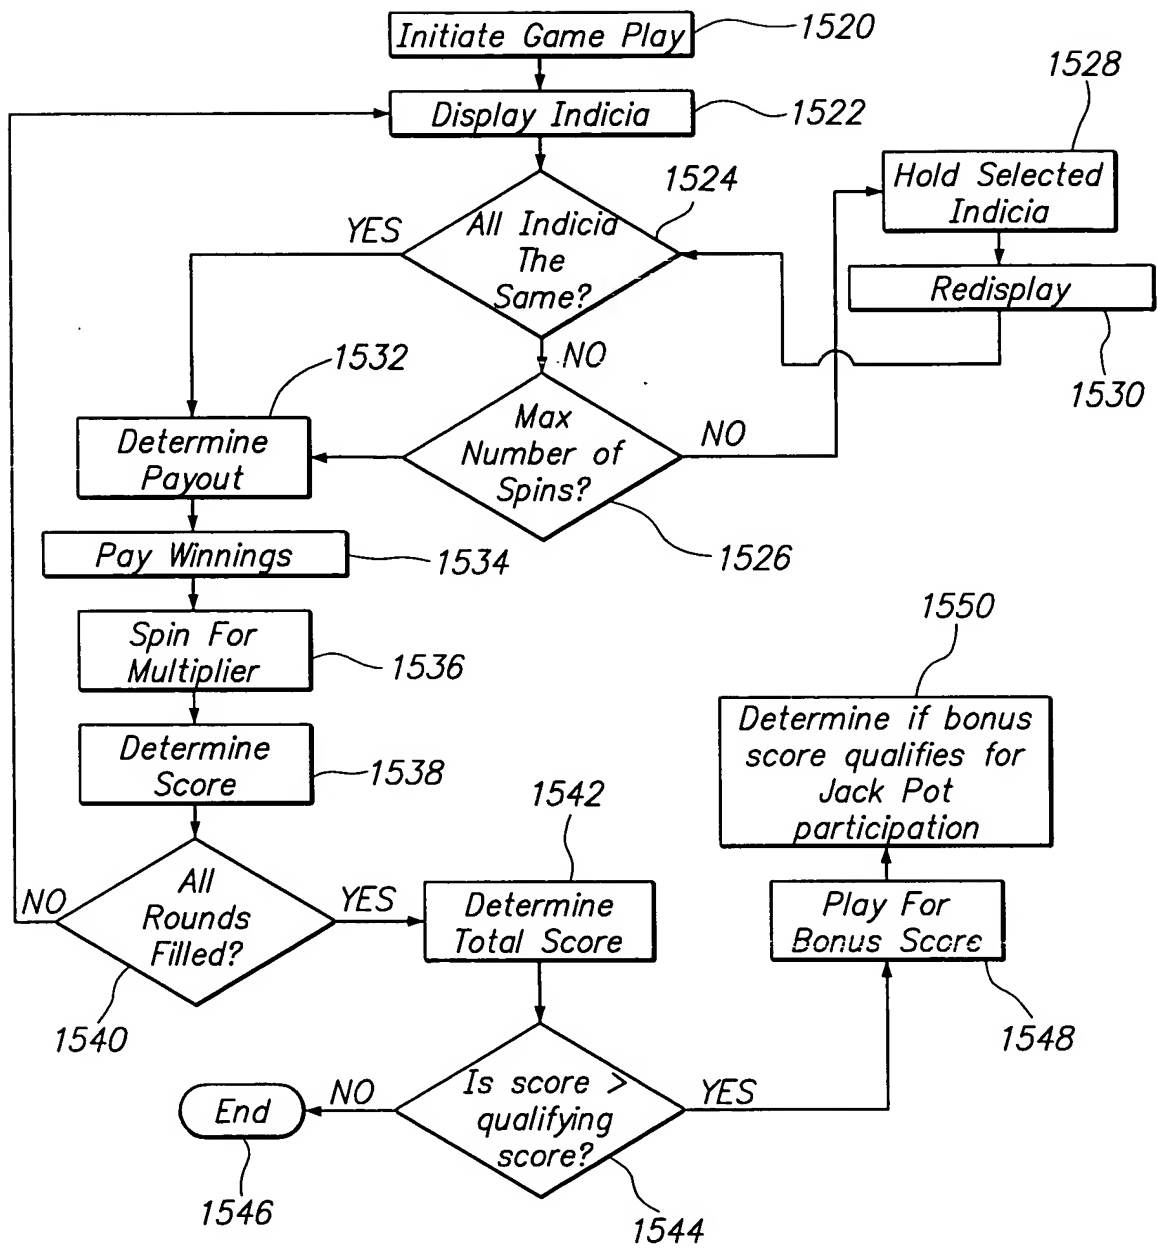 Initiate Game Play
1520
Display Indicia
1522
1528
Hold Selected
Indicia
1524
YES
All Indicia
The
Same?
Redisplay
1530
NO
1532
Determine
Payout
Max
Number of
Spins?
NO
1526
Pay Winnings
1534
Spin For
Multiplier
1536
1550
Determine if bonus
score qualifies for
Jack Pot
participation
Determine
Score
1538
1542
NO
All
Rounds
Filled?
YES
1540
Determine
Total Score
Play For
Bonus Score
1548
Is score >
qualifying
score?
NO
YES
End
1546
1544